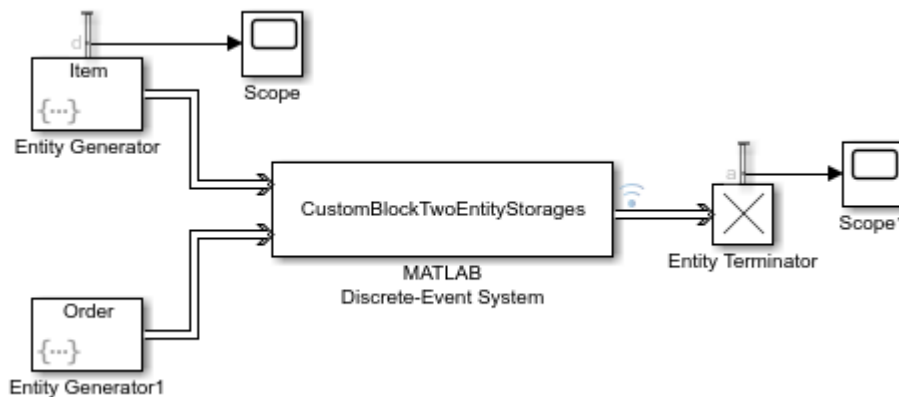 d
Item
{...}
Entity Generator
Scope
CustomBlockTwoEntityStorages
MATLAB
Discrete-Event System
a
Entity Terminator
Scope1
Order
{...}
Entity Generator1